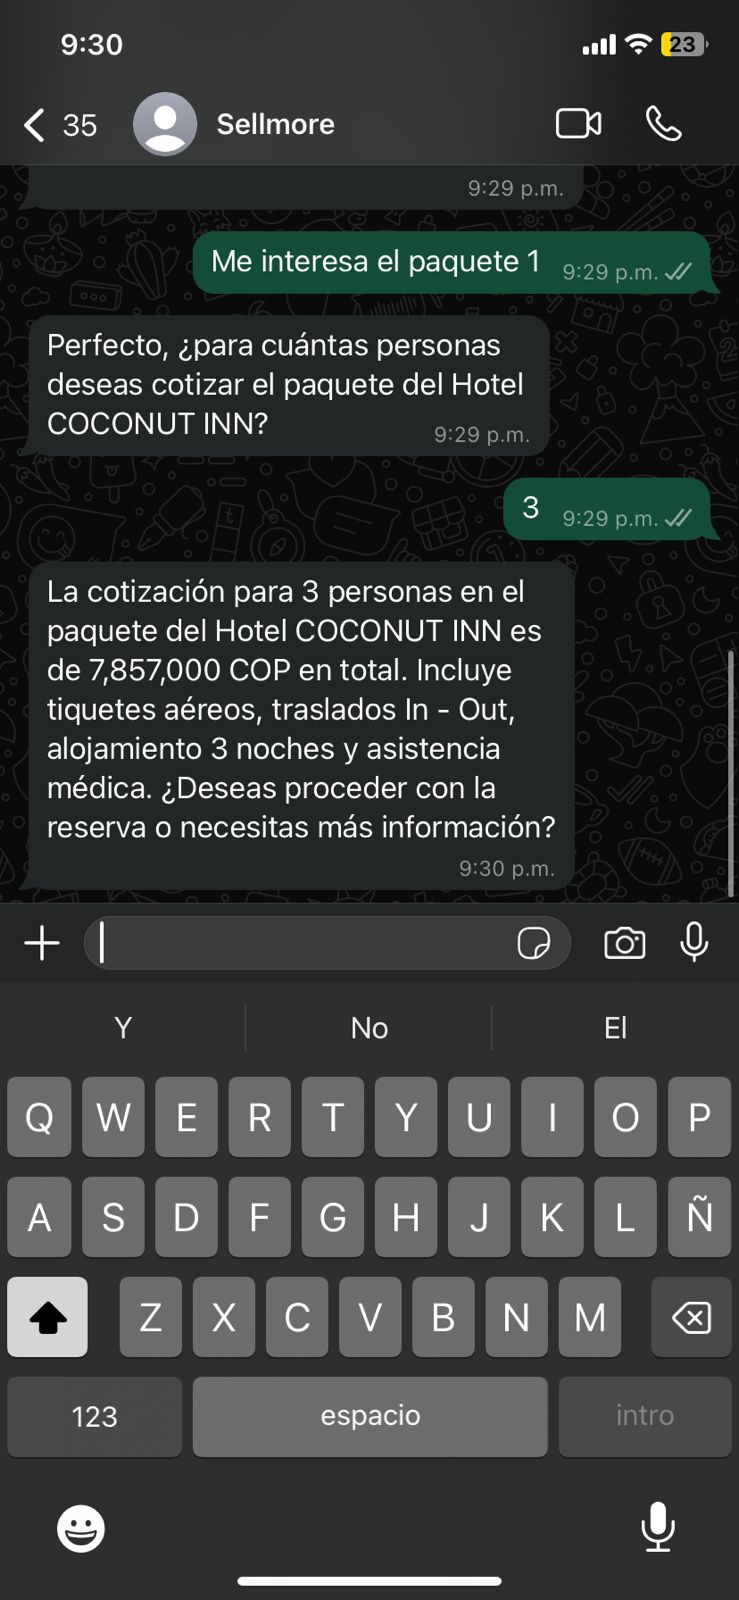 9:30
23
35
Sellmore
9:29 p.m.
Me interesa el paquete 1
9:29 p.m.
Perfecto, ¿para cuántas personas
deseas cotizar el paquete del Hotel
COCONUT INN?
9:29 p.m.
3
9:29 p.m.
La cotización para 3 personas en el
paquete del Hotel COCONUT INN es
de 7,857,000 COP en total. Incluye
tiquetes aéreos, traslados In - Out,
alojamiento 3 noches y asistencia
médica. ¿Deseas proceder con la
reserva o necesitas más información?
9:30 p.m.
Y No El
Q W E R T Y U I O P
A S D F G H J K L Ñ
Z X C V B N M
123 espacio intro